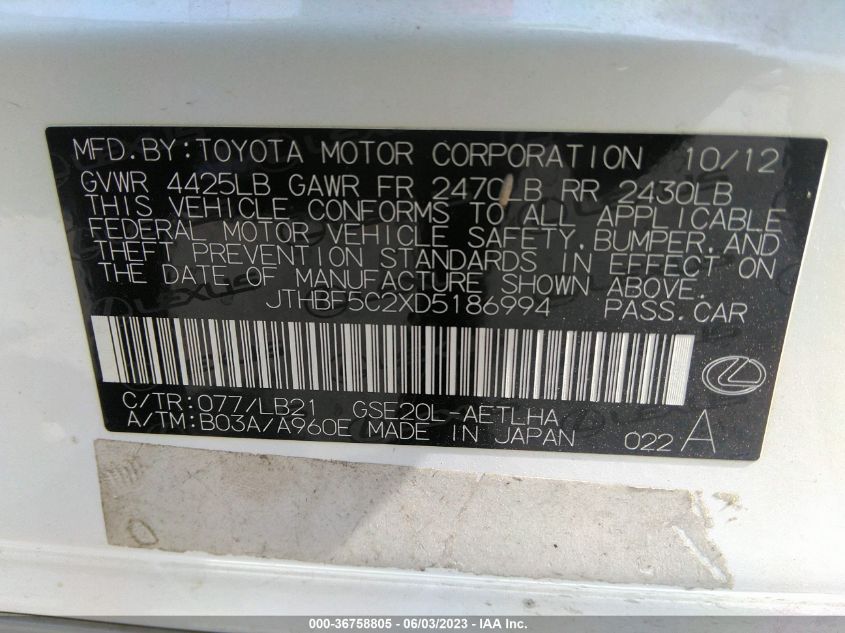 MFD.BY:TOYOTA MOTOR CORPORATION 10/12
GVWR 4425LB GAWR FR 2470LB RR 2430LB
THIS VEHICLE CONFORMS TO ALL APPLICABLE
FEDERAL MOTOR VEHICLE SAFETY,BUMPER,AND
THEFT PREVENTION STANDARDS IN EFFECT ON
THE DATE OF MANUFACTURE SHOWN ABOVE.
JTHBF5C2XD5186994 PASS.CAR
C/TR:077/LB21 GSE20L-AETLHA
A/TM:B03A/A960E MADE IN JAPAN 022 A
LEXUS
000-36758805 - 06/03/2023 - IAA Inc.